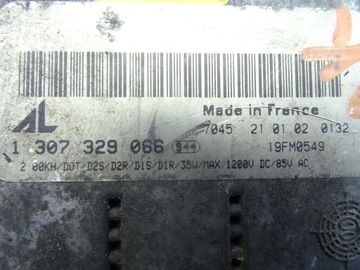 Made in France
AL
7045 21 01 02 0132
1 307 329 066 944
19FM0549
2 00KH/DOT/D2S/D2R/D1S/D1R/35W/MAX 1200V DC/85V AC